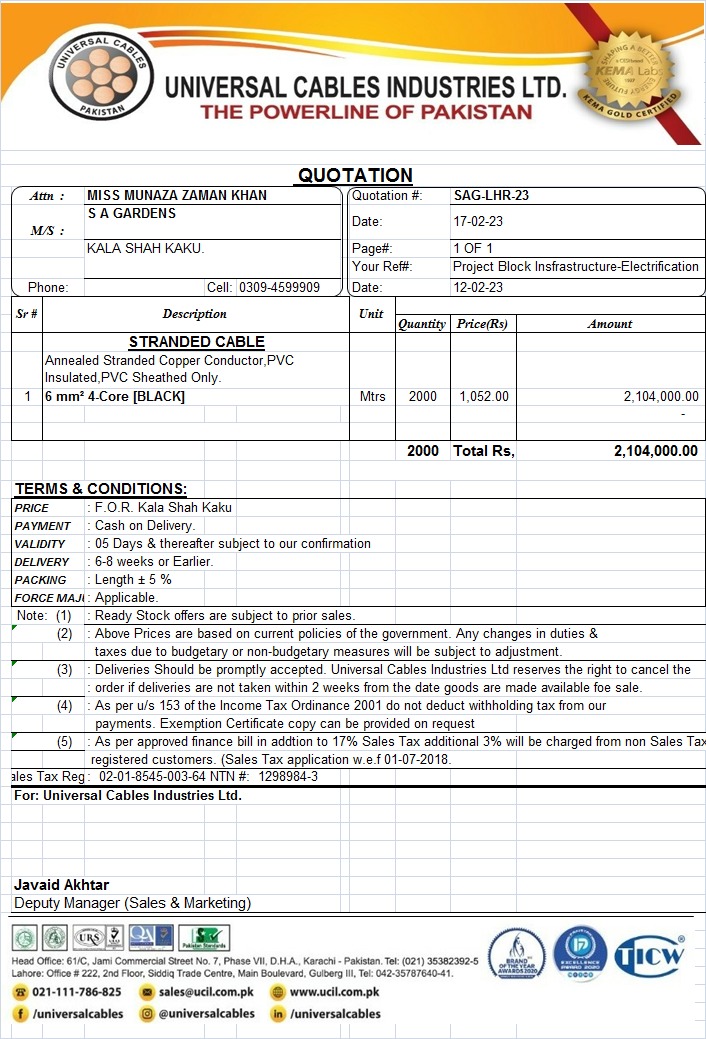 UNIVERSAL CABLES
PAKISTAN
UNIVERSAL CABLES INDUSTRIES LTD.
THE POWERLINE OF PAKISTAN
SHAPING A BETTER
KEMA Labs
KEMA GOLD CERTIFIED
QUOTATION
Attn : MISS MUNAZA ZAMAN KHAN
M/S : S A GARDENS
KALA SHAH KAKU.
Phone: Cell: 0309-4599909
Quotation #: SAG-LHR-23
Date: 17-02-23
Page#: 1 OF 1
Your Ref#: Project Block Insfrastructure-Electrification
Date: 12-02-23
Sr # Description Unit Quantity Price(Rs) Amount
STRANDED CABLE
Annealed Stranded Copper Conductor,PVC
Insulated,PVC Sheathed Only.
1 6 mm² 4-Core [BLACK] Mtrs 2000 1,052.00 2,104,000.00
-
2000 Total Rs, 2,104,000.00
TERMS & CONDITIONS:
PRICE : F.O.R. Kala Shah Kaku
PAYMENT : Cash on Delivery.
VALIDITY : 05 Days & thereafter subject to our confirmation
DELIVERY : 6-8 weeks or Earlier.
PACKING : Length ± 5 %
FORCE MAJ : Applicable.
Note: (1) : Ready Stock offers are subject to prior sales.
(2) : Above Prices are based on current policies of the government. Any changes in duties &
taxes due to budgetary or non-budgetary measures will be subject to adjustment.
(3) : Deliveries Should be promptly accepted. Universal Cables Industries Ltd reserves the right to cancel the
: order if deliveries are not taken within 2 weeks from the date goods are made available foe sale.
(4) : As per u/s 153 of the Income Tax Ordinance 2001 do not deduct withholding tax from our
payments. Exemption Certificate copy can be provided on request
(5) : As per approved finance bill in addtion to 17% Sales Tax additional 3% will be charged from non Sales Tax
registered customers. (Sales Tax application w.e.f 01-07-2018.
ales Tax Reg : 02-01-8545-003-64 NTN #: 1298984-3
For: Universal Cables Industries Ltd.
Javaid Akhtar
Deputy Manager (Sales & Marketing)
URS
QA
Pakistan Standards
Head Office: 61/C, Jami Commercial Street No. 7, Phase VII, D.H.A., Karachi - Pakistan. Tel: (021) 35382392-5
Lahore: Office # 222, 2nd Floor, Siddiq Trade Centre, Main Boulevard, Gulberg III, Tel: 042-35787640-41.
021-111-786-825 sales@ucil.com.pk www.ucil.com.pk
/universalcables @universalcables /universalcables
BRAND OF THE YEAR
AWARDS 2020
17
EXCELLENCE
AWARD 2020
TICW